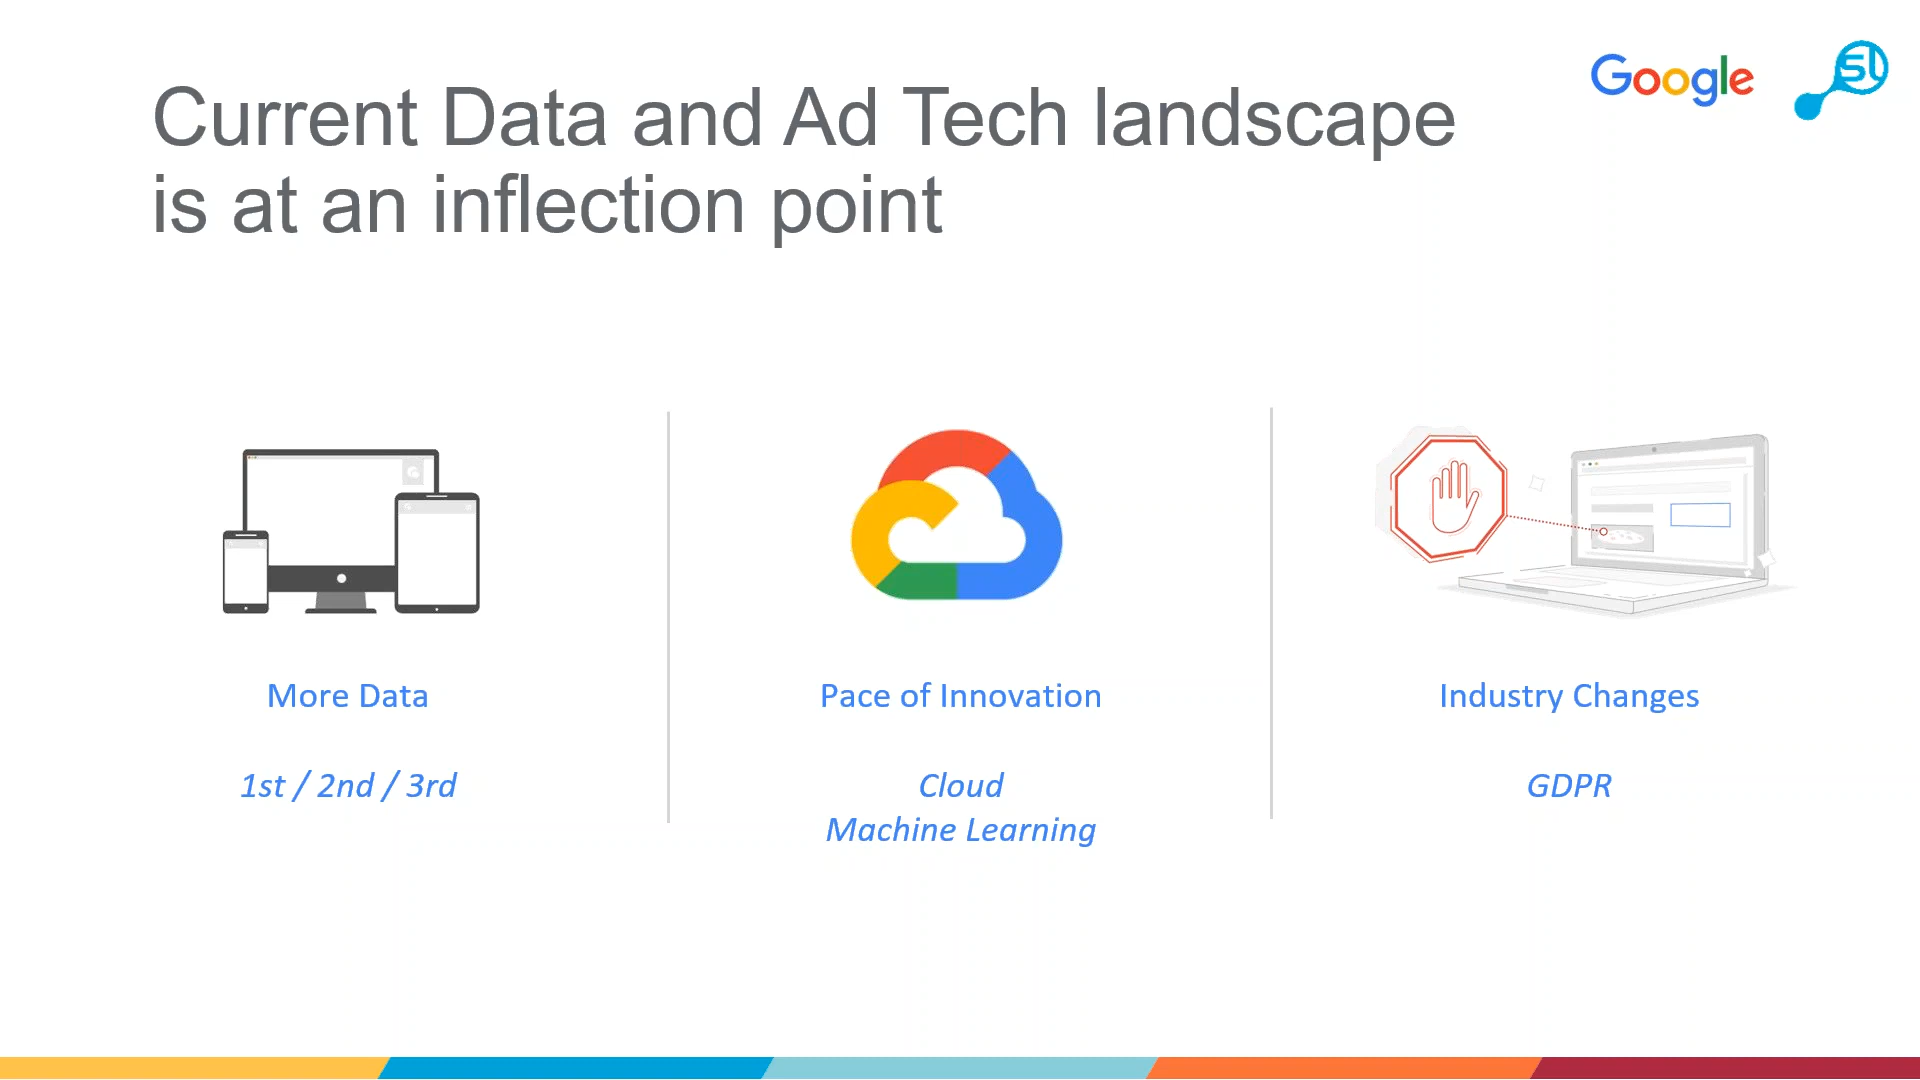 Google
SL
Current Data and Ad Tech landscape
is at an inflection point
More Data
1st / 2nd / 3rd
Pace of Innovation
Cloud
Machine Learning
Industry Changes
GDPR